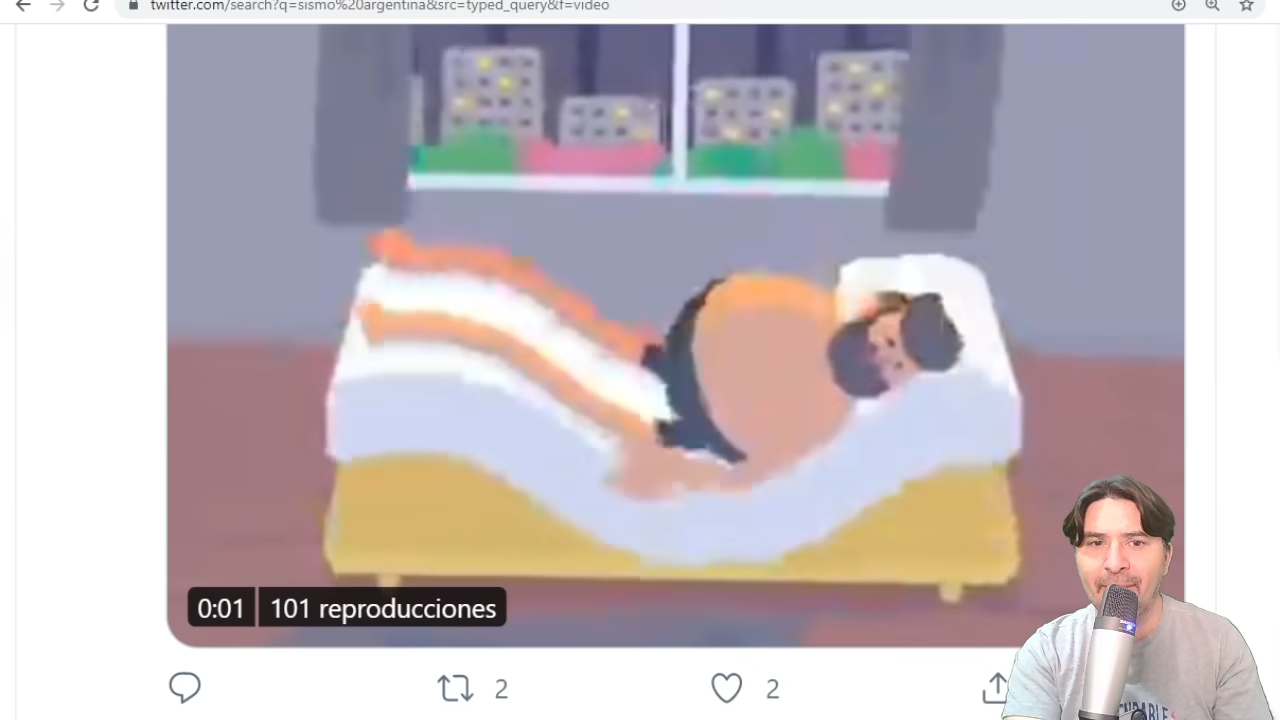 twitter.com/search?q=sismo%20argentina&src=typed_query&f=video
0:01 101 reproducciones
2
2